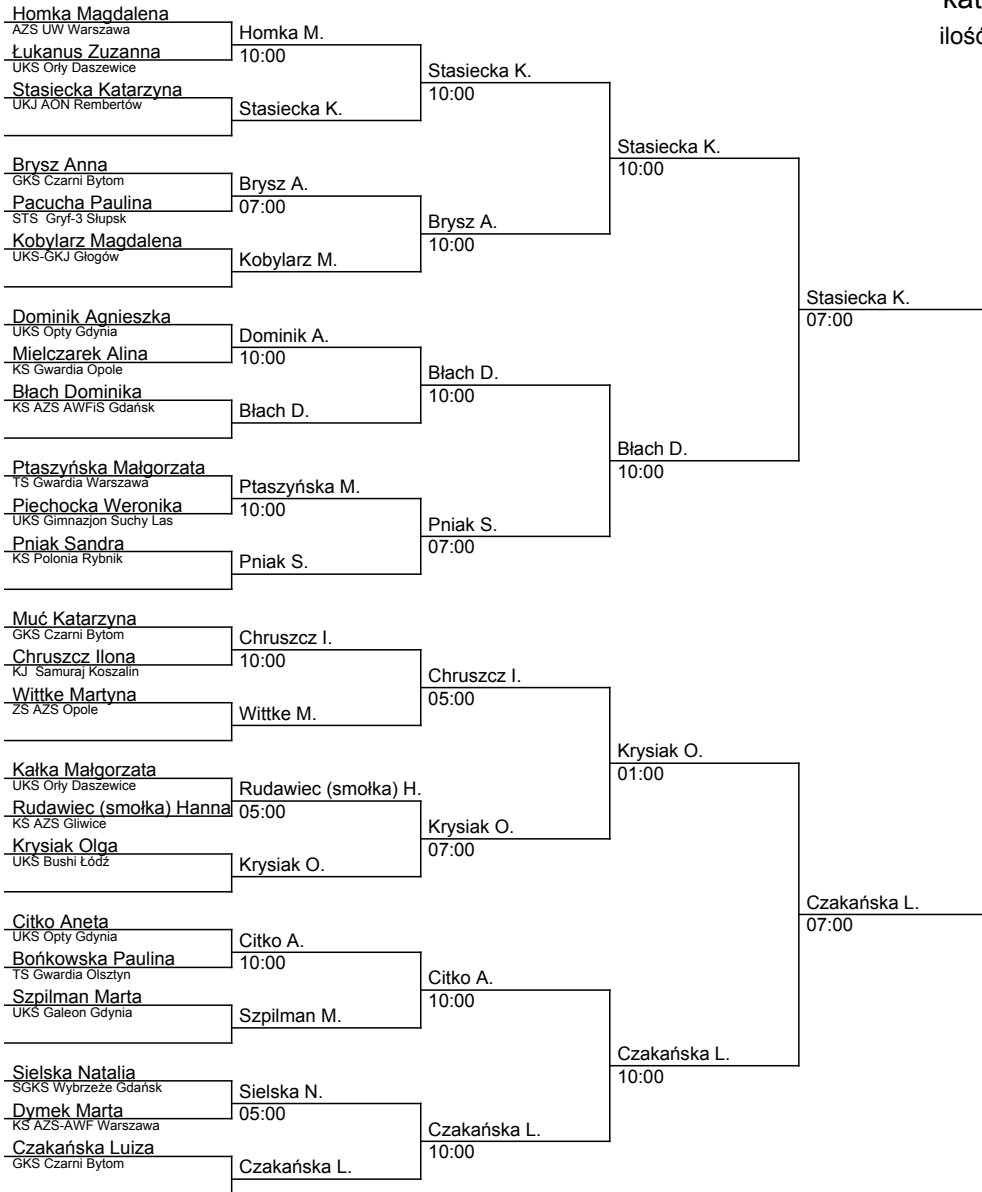 Homka Magdalena
AZS UW Warszawa
Łukanus Zuzanna
UKS Orły Daszewice
Stasiecka Katarzyna
UKJ AON Rembertów
Brysz Anna
GKS Czarni Bytom
Pacucha Paulina
STS Gryf-3 Słupsk
Kobylarz Magdalena
UKS-GKJ Głogów
Dominik Agnieszka
UKS Opty Gdynia
Mielczarek Alina
KS Gwardia Opole
Błach Dominika
KS AZS AWFiS Gdańsk
Ptaszyńska Małgorzata
TS Gwardia Warszawa
Piechocka Weronika
UKS Gimnazjon Suchy Las
Pniak Sandra
KS Polonia Rybnik
Muć Katarzyna
GKS Czarni Bytom
Chruszcz Ilona
KJ Samuraj Koszalin
Wittke Martyna
ZS AZS Opole
Kałka Małgorzata
UKS Orły Daszewice
Rudawiec (smołka) Hanna
KS AZS Gliwice
Krysiak Olga
UKS Bushi Łódź
Citko Aneta
UKS Opty Gdynia
Bońkowska Paulina
TS Gwardia Olsztyn
Szpilman Marta
UKS Galeon Gdynia
Sielska Natalia
SGKS Wybrzeże Gdańsk
Dymek Marta
KS AZS-AWF Warszawa
Czakańska Luiza
GKS Czarni Bytom
Homka M.
10:00
Stasiecka K.
Brysz A.
07:00
Kobylarz M.
Dominik A.
10:00
Błach D.
Ptaszyńska M.
10:00
Pniak S.
Chruszcz I.
10:00
Wittke M.
Rudawiec (smołka) H.
05:00
Krysiak O.
Citko A.
10:00
Szpilman M.
Sielska N.
05:00
Czakańska L.
Stasiecka K.
10:00
Brysz A.
10:00
Błach D.
10:00
Pniak S.
07:00
Chruszcz I.
05:00
Krysiak O.
07:00
Citko A.
10:00
Czakańska L.
10:00
Stasiecka K.
10:00
Błach D.
10:00
Krysiak O.
01:00
Czakańska L.
10:00
Stasiecka K.
07:00
Czakańska L.
07:00
ilość